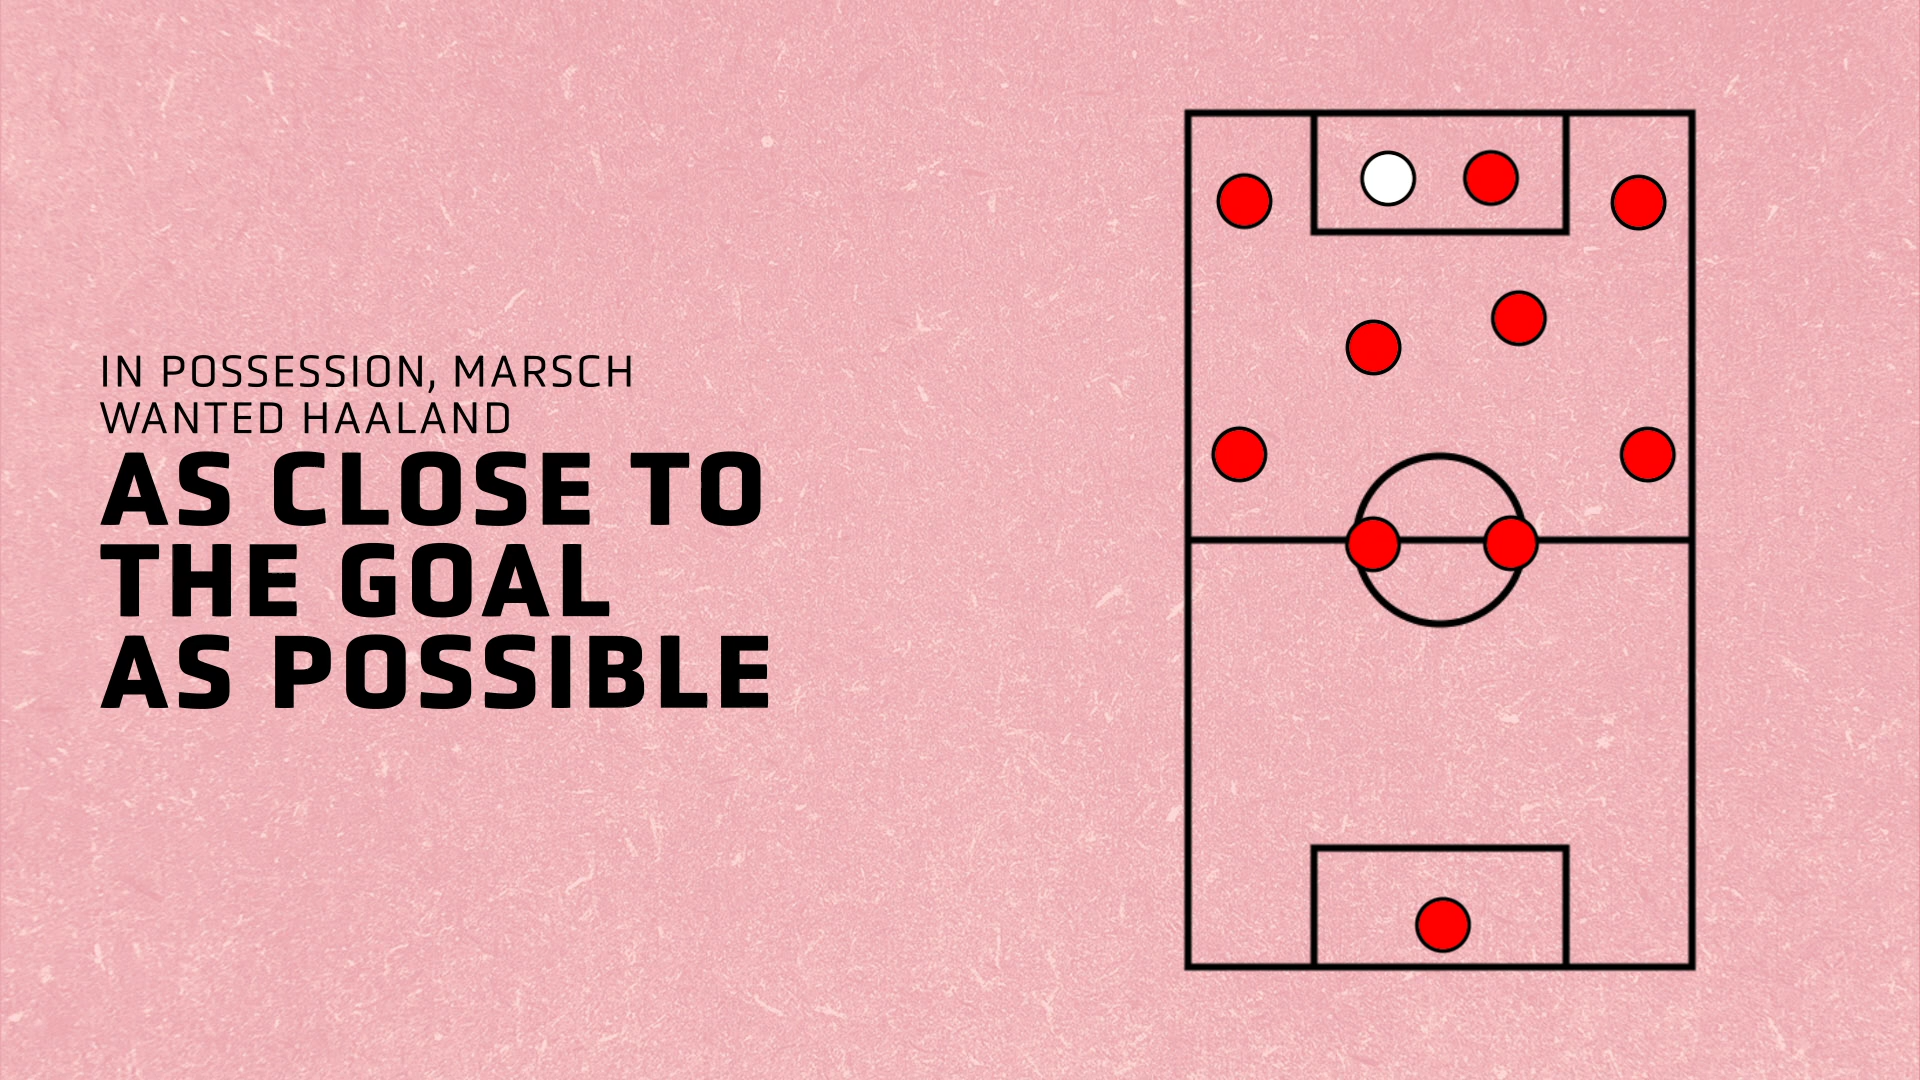 IN POSSESSION, MARSCH
WANTED HAALAND
AS CLOSE TO
THE GOAL
AS POSSIBLE